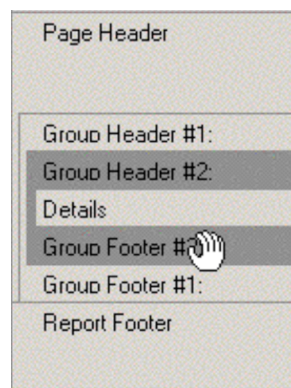 Page Header
Group Header #1:
Group Header #2:
Details
Group Footer #
Group Footer #1:
Report Footer